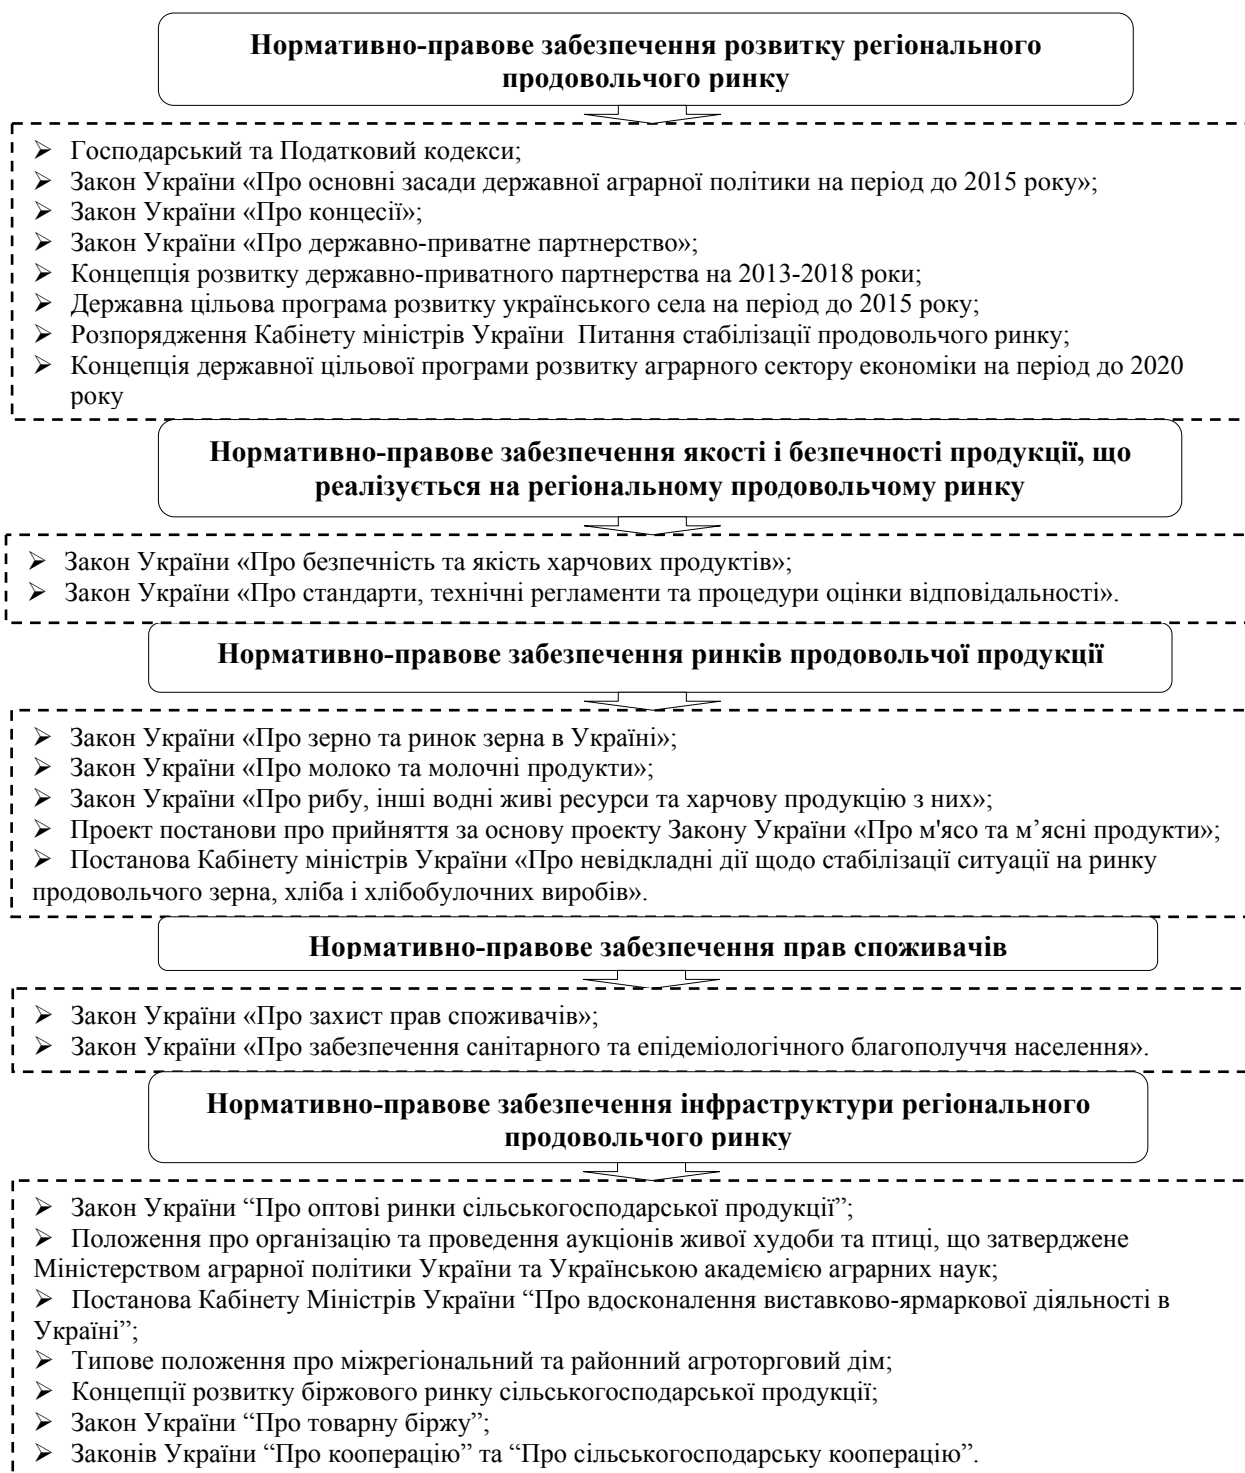 Нормативно-правове забезпечення розвитку регіонального
продовольчого ринку
➢ Господарський та Податковий кодекси;
➢ Закон України «Про основні засади державної аграрної політики на період до 2015 року»;
➢ Закон України «Про концесії»;
➢ Закон України «Про державно-приватне партнерство»;
➢ Концепція розвитку державно-приватного партнерства на 2013-2018 роки;
➢ Державна цільова програма розвитку українського села на період до 2015 року;
➢ Розпорядження Кабінету міністрів України Питання стабілізації продовольчого ринку;
➢ Концепція державної цільової програми розвитку аграрного сектору економіки на період до 2020
року
Нормативно-правове забезпечення якості і безпечності продукції, що
реалізується на регіональному продовольчому ринку
➢ Закон України «Про безпечність та якість харчових продуктів»;
➢ Закон України «Про стандарти, технічні регламенти та процедури оцінки відповідальності».
Нормативно-правове забезпечення ринків продовольчої продукції
➢ Закон України «Про зерно та ринок зерна в Україні»;
➢ Закон України «Про молоко та молочні продукти»;
➢ Закон України «Про рибу, інші водні живі ресурси та харчову продукцію з них»;
➢ Проект постанови про прийняття за основу проекту Закону України «Про м'ясо та м’ясні продукти»;
➢ Постанова Кабінету міністрів України «Про невідкладні дії щодо стабілізації ситуації на ринку
продовольчого зерна, хліба і хлібобулочних виробів».
Нормативно-правове забезпечення прав споживачів
➢ Закон України «Про захист прав споживачів»;
➢ Закон України «Про забезпечення санітарного та епідеміологічного благополуччя населення».
Нормативно-правове забезпечення інфраструктури регіонального
продовольчого ринку
➢ Закон України “Про оптові ринки сільськогосподарської продукції”;
➢ Положення про організацію та проведення аукціонів живої худоби та птиці, що затверджене
Міністерством аграрної політики України та Українською академією аграрних наук;
➢ Постанова Кабінету Міністрів України “Про вдосконалення виставково-ярмаркової діяльності в
Україні”;
➢ Типове положення про міжрегіональний та районний агроторговий дім;
➢ Концепції розвитку біржового ринку сільськогосподарської продукції;
➢ Закон України “Про товарну біржу”;
➢ Законів України “Про кооперацію” та “Про сільськогосподарську кооперацію”.